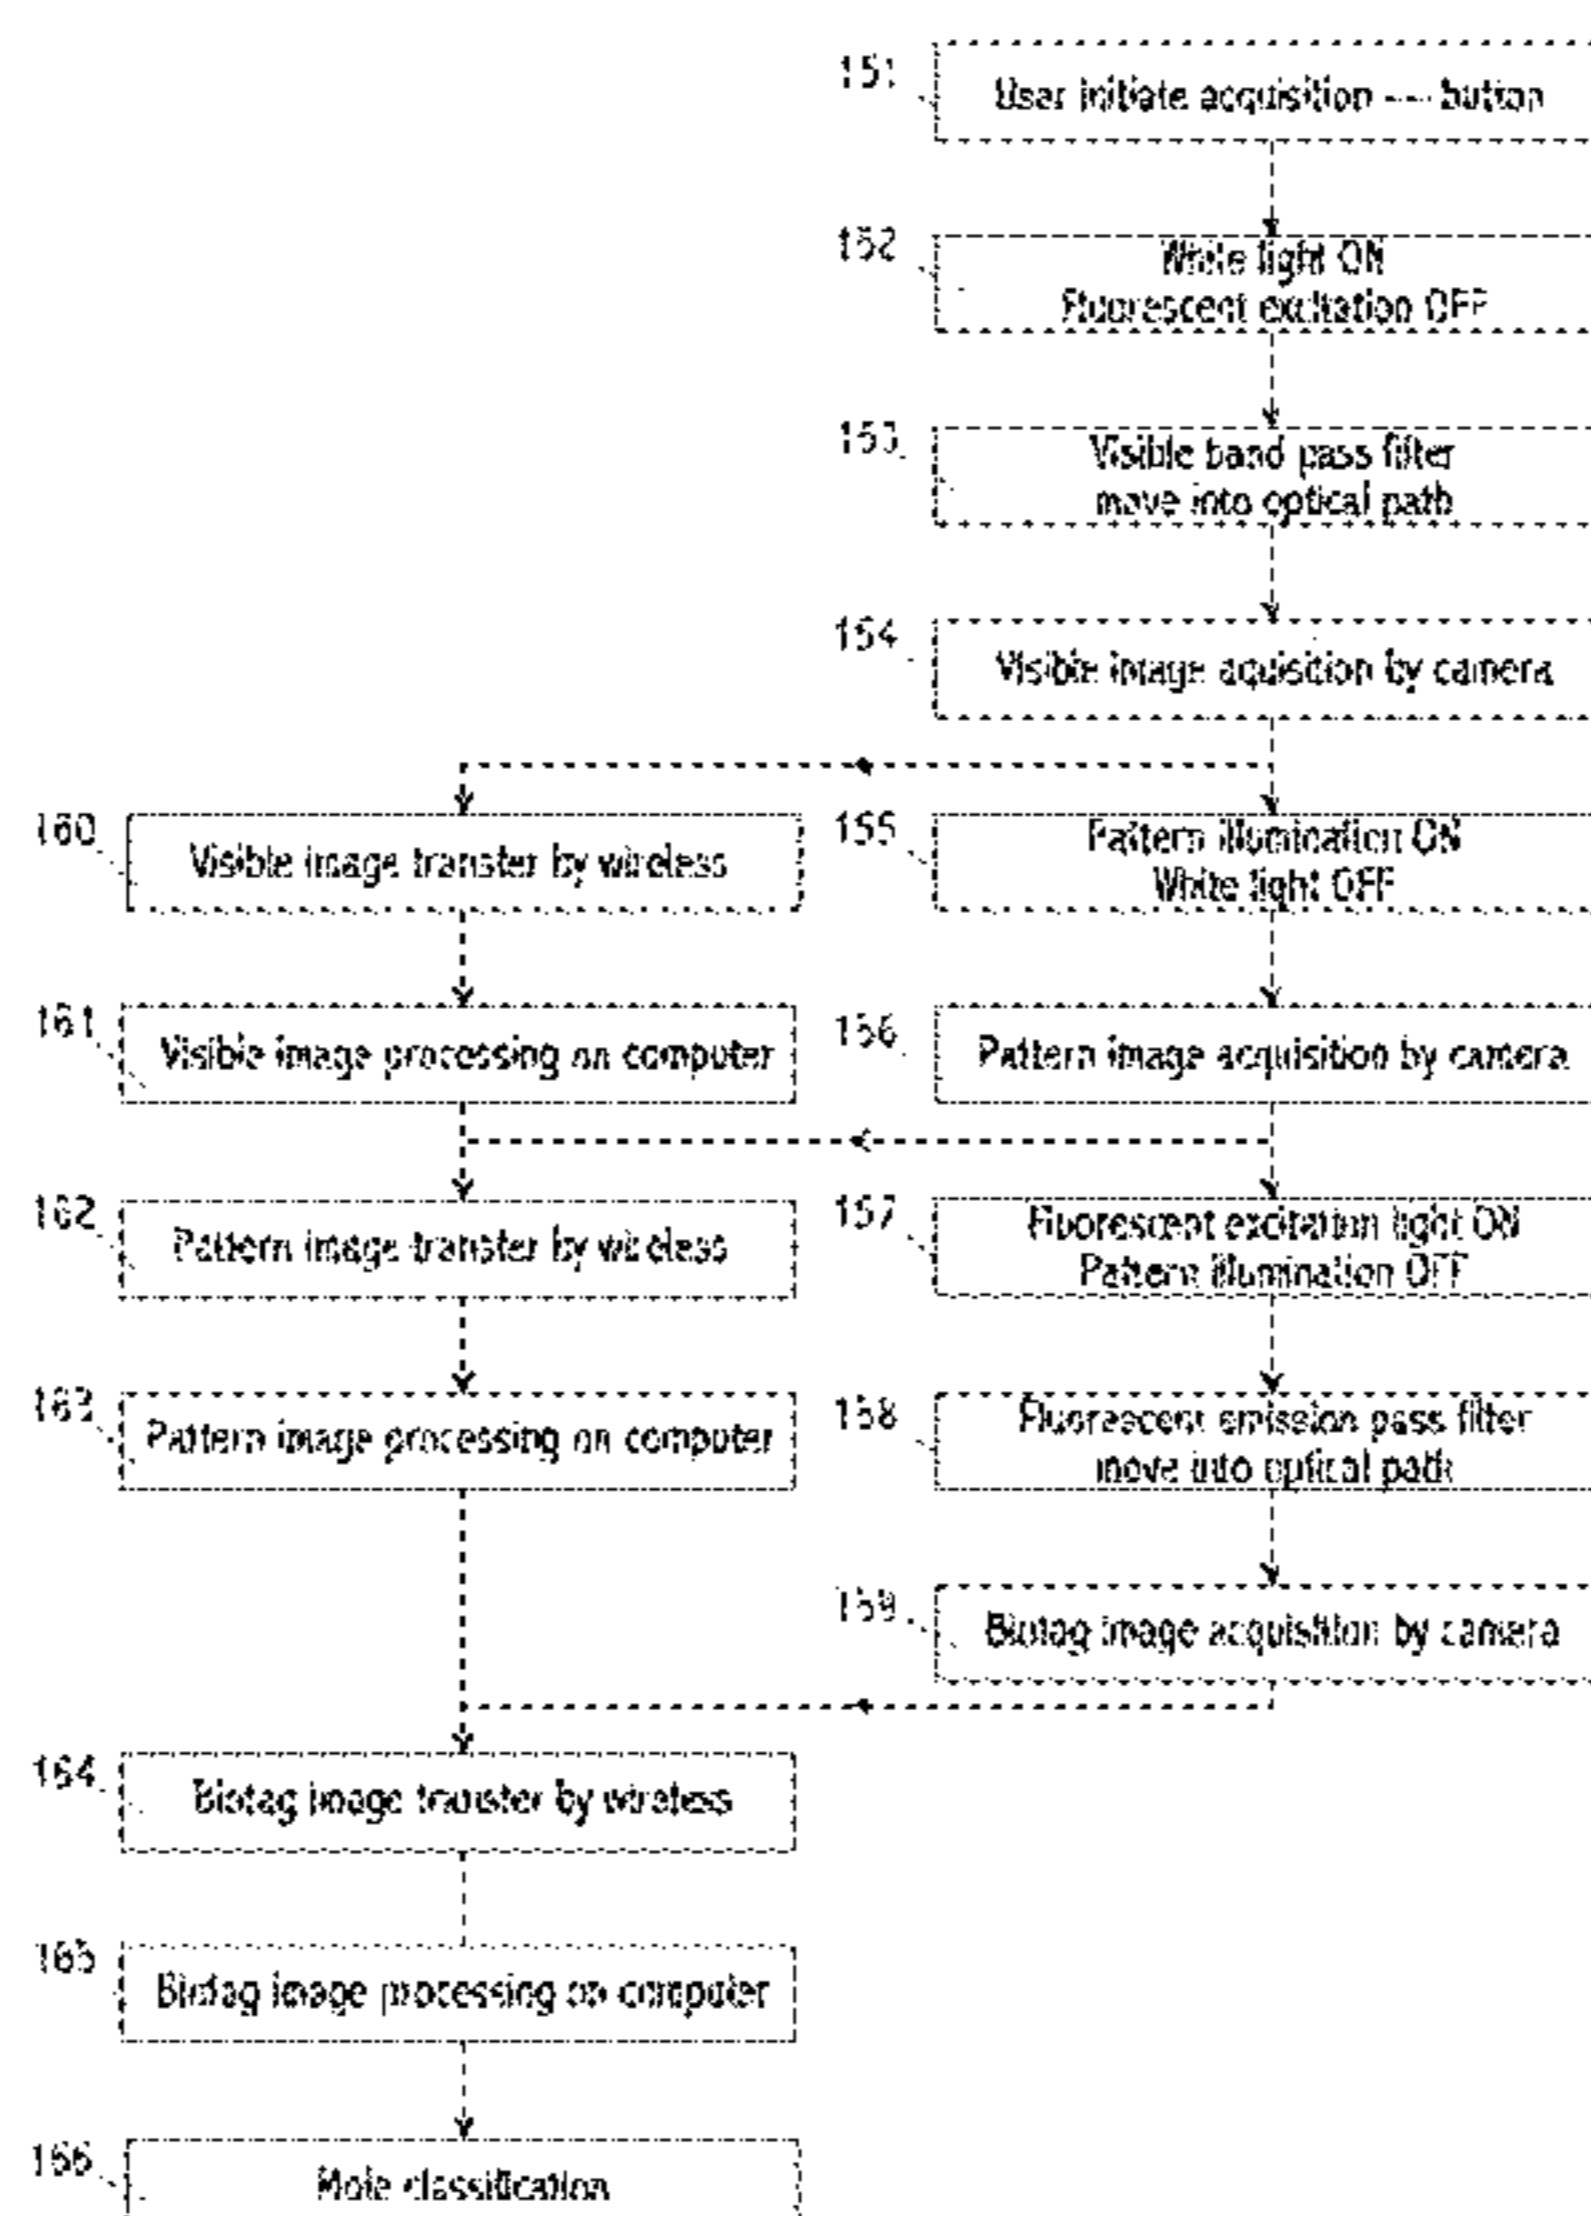 151
User initiate acquisition --- button
152
White light ON
Fluorescent excitation OFF
153
Visible band pass filter
move into optical path
154
Visible image aquisition by camera
160
Visible image transfer by wireless
155
Pattern illumination ON
White light OFF
161
Visible image processing on computer
156
Pattern image acquisition by camera
162
Pattern image transfer by wireless
157
Fluorescent excitation light ON
Pattern illumination OFF
163
Pattern image processing on computer
158
Fluorescent emission pass filter
move into optical path
159
Biotag image acquisition by camera
164
Biotag image transfer by wireless
165
Biotag image processing on computer
166
Mole classification